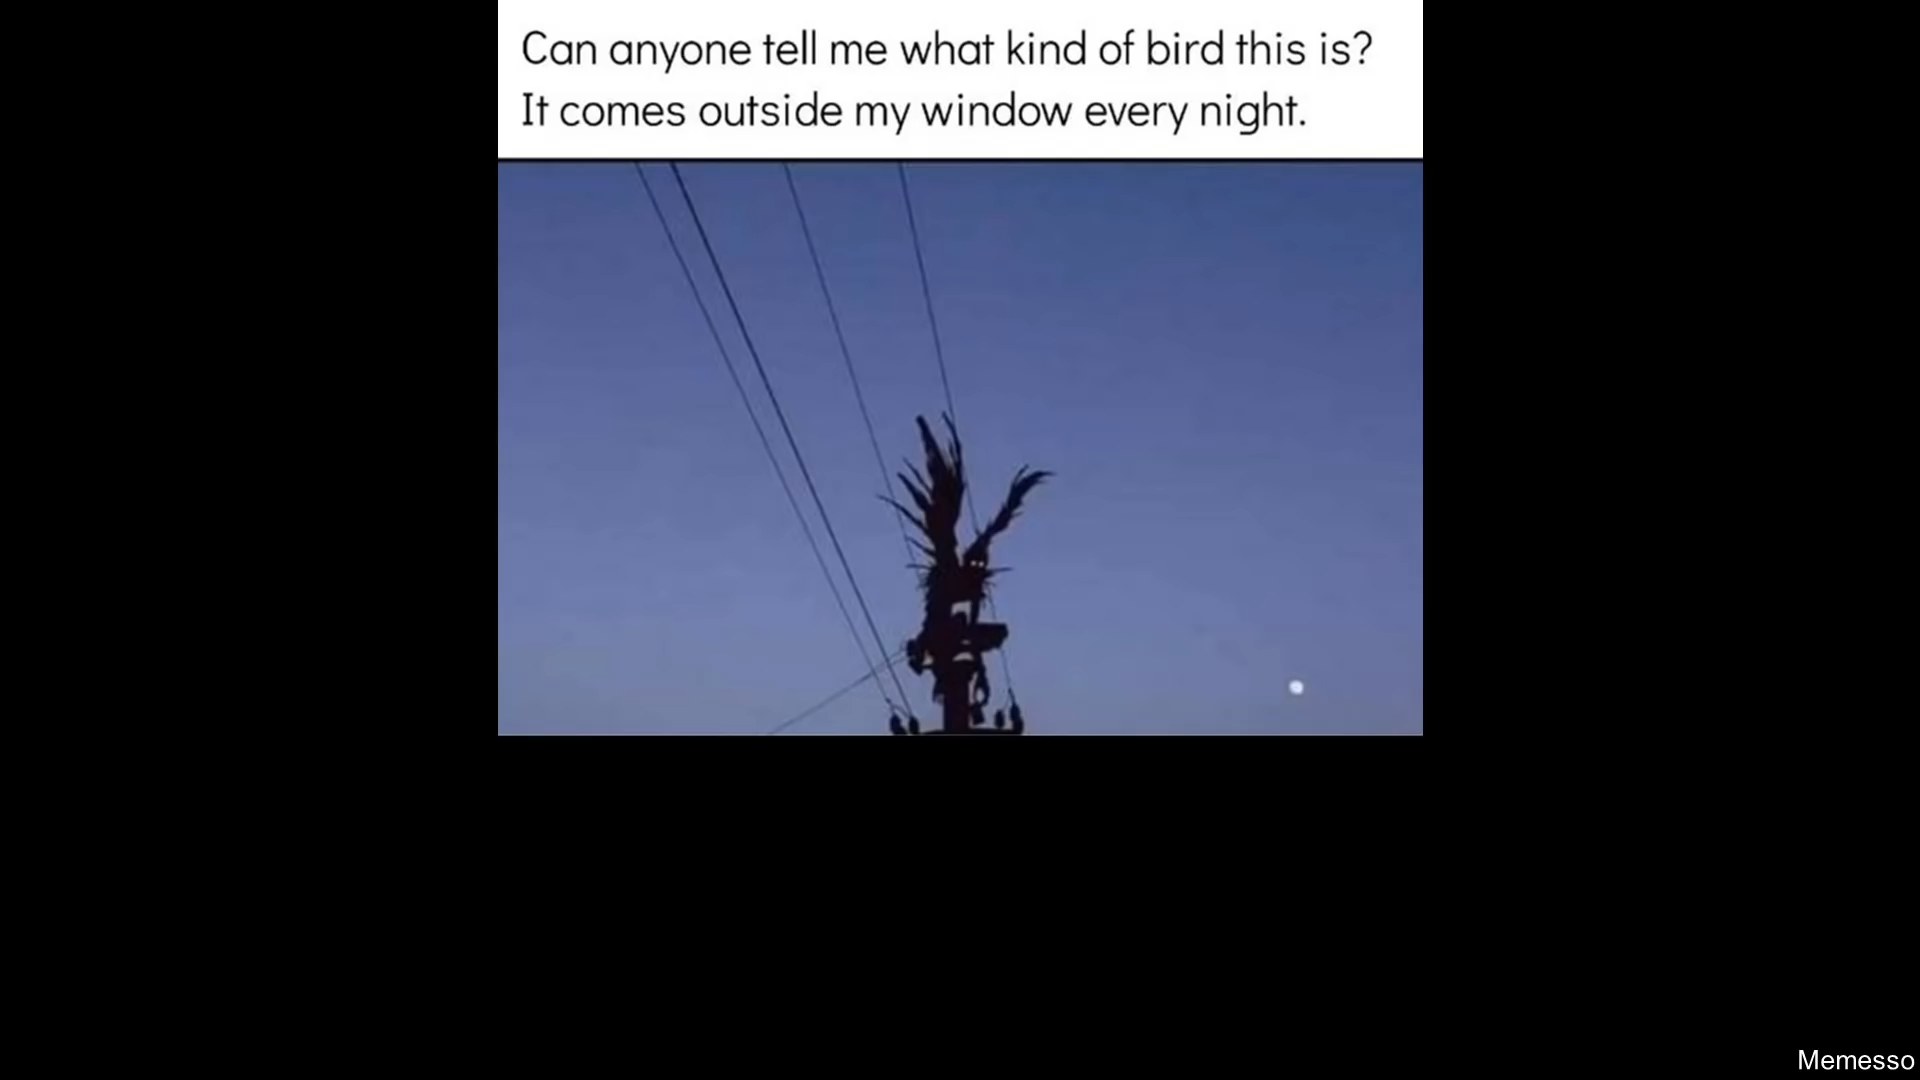 Can anyone tell me what kind of bird this is?
It comes outside my window every night.
Memesso